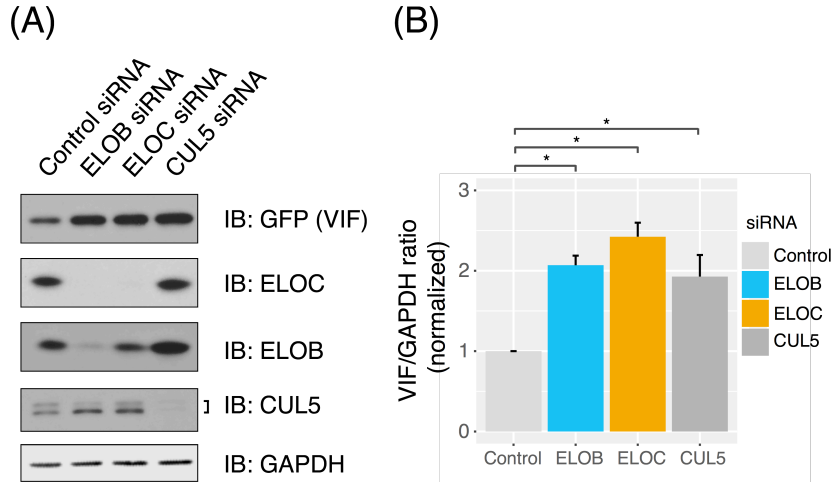 (A)
Control siRNA
ELOB siRNA
ELOC siRNA
CUL5 siRNA
IB: GFP (VIF)
IB: ELOC
IB: ELOB
IB: CUL5
IB: GAPDH
(B)
*
*
*
VIF/GAPDH ratio
(normalized)
3
2
1
0
Control
ELOB
ELOC
CUL5
siRNA
Control
ELOB
ELOC
CUL5